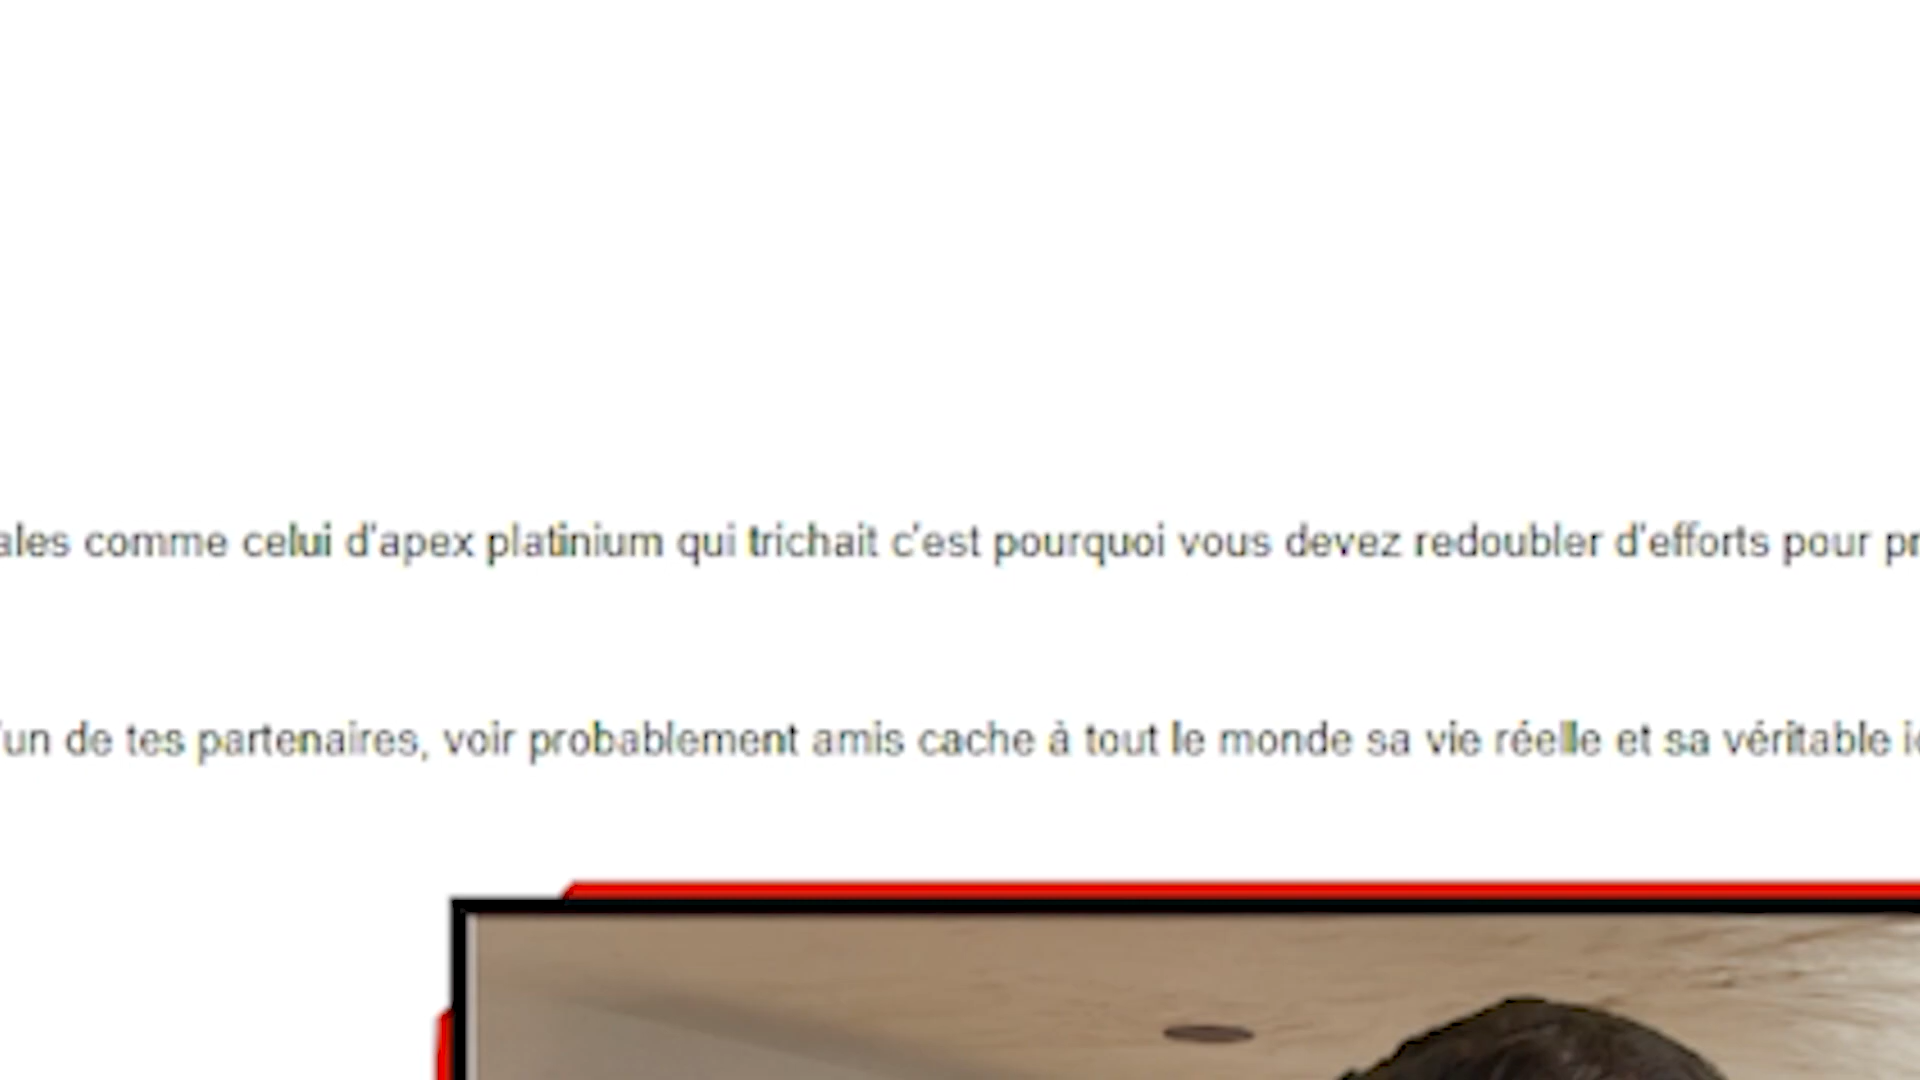 ales comme celui d'apex platinium qui trichait c'est pourquoi vous devez redoubler d'efforts pour pr
'un de tes partenaires, voir probablement amis cache à tout le monde sa vie réelle et sa véritable